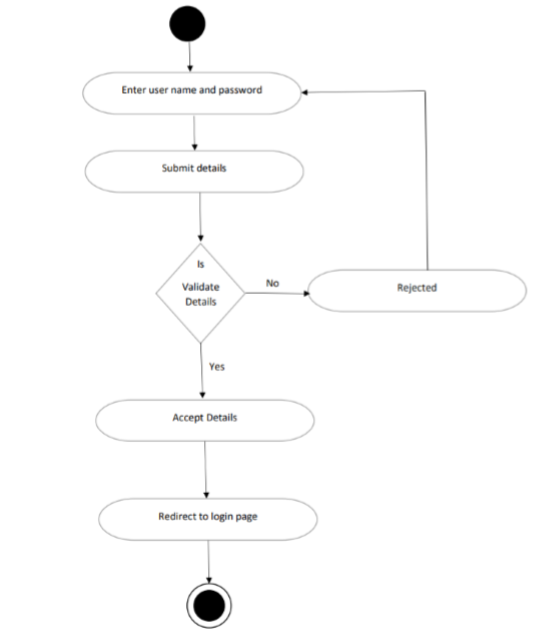 Enter user name and password
Submit details
Is
Validate
Details
No
Rejected
Yes
Accept Details
Redirect to login page